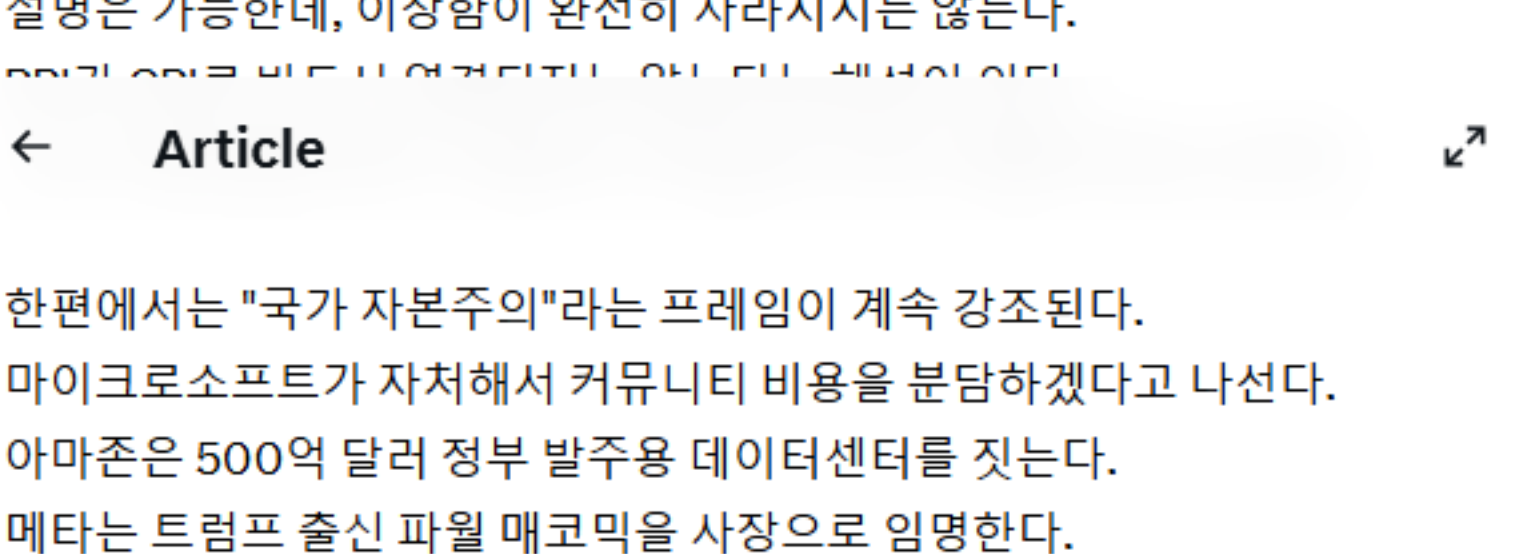 설명은 가능한데, 이상함이 완전히 사라지지는 않는다.
Article
한편에서는 "국가 자본주의"라는 프레임이 계속 강조된다.
마이크로소프트가 자처해서 커뮤니티 비용을 분담하겠다고 나선다.
아마존은 500억 달러 정부 발주용 데이터센터를 짓는다.
메타는 트럼프 출신 파월 매코믹을 사장으로 임명한다.